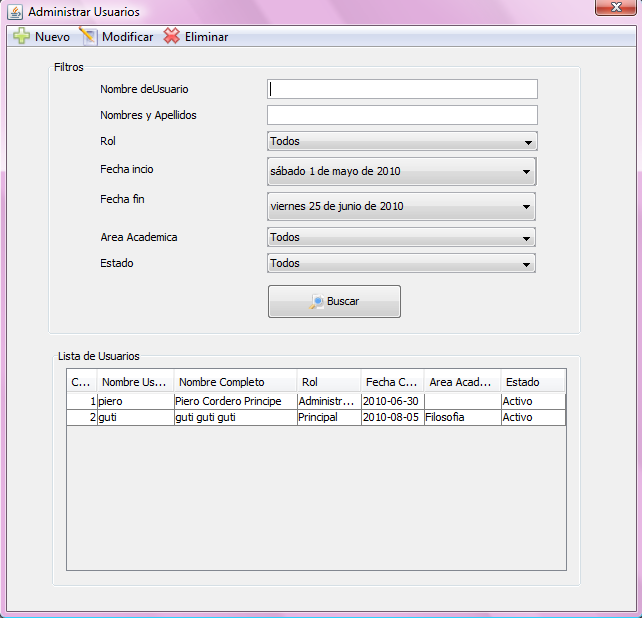 Administrar Usuarios
Nuevo Modificar Eliminar
Filtros
Nombre deUsuario
Nombres y Apellidos
Rol Todos
Fecha incio sábado 1 de mayo de 2010
Fecha fin viernes 25 de junio de 2010
Area Academica Todos
Estado Todos
Buscar
Lista de Usuarios
C... Nombre Us... Nombre Completo Rol Fecha C... Area Acad... Estado
1 piero Piero Cordero Principe Administr... 2010-06-30 Activo
2 guti guti guti guti Principal 2010-08-05 Filosofia Activo